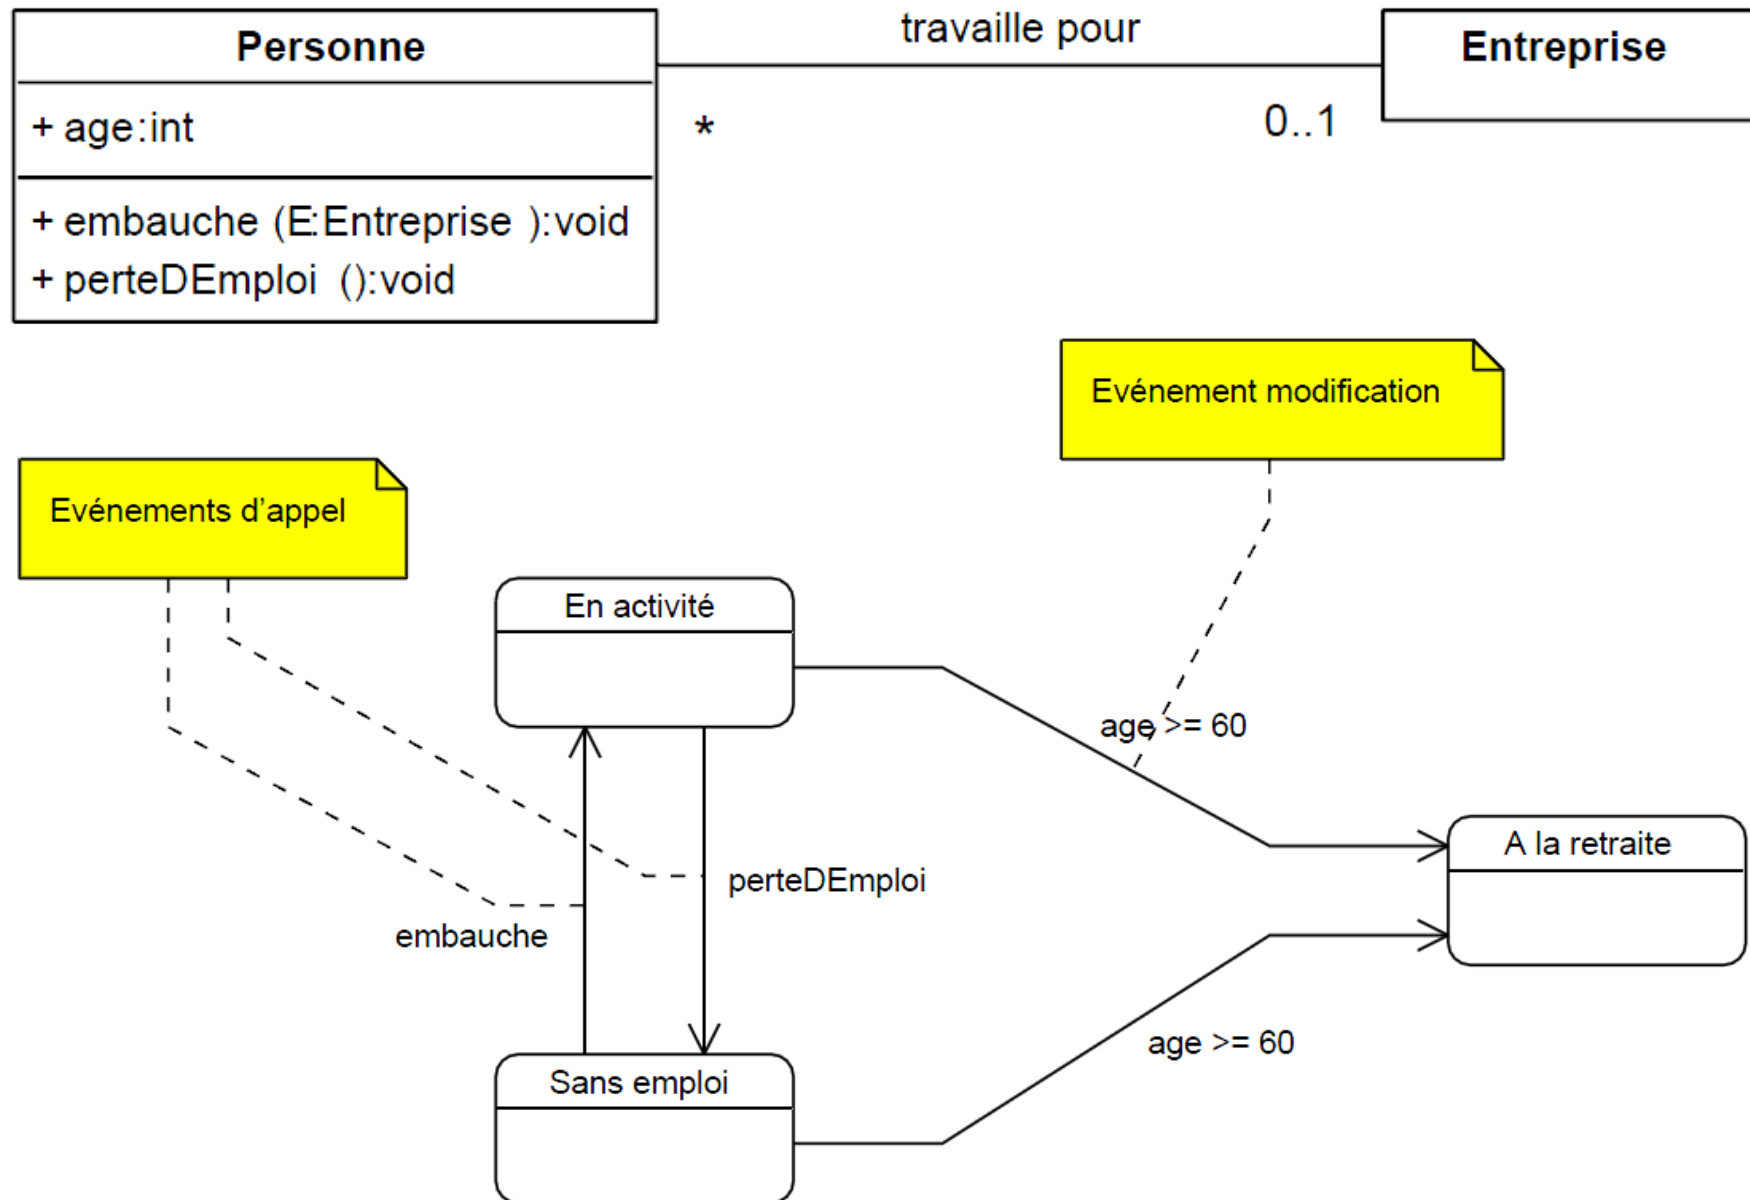 Personne
travaille pour
Entreprise
+ age:int
*
0..1
+ embauche (E:Entreprise ):void
+ perteDEmploi ():void
Evénement modification
Evénements d'appel
En activité
age >= 60
A la retraite
perteDEmploi
embauche
age >= 60
Sans emploi